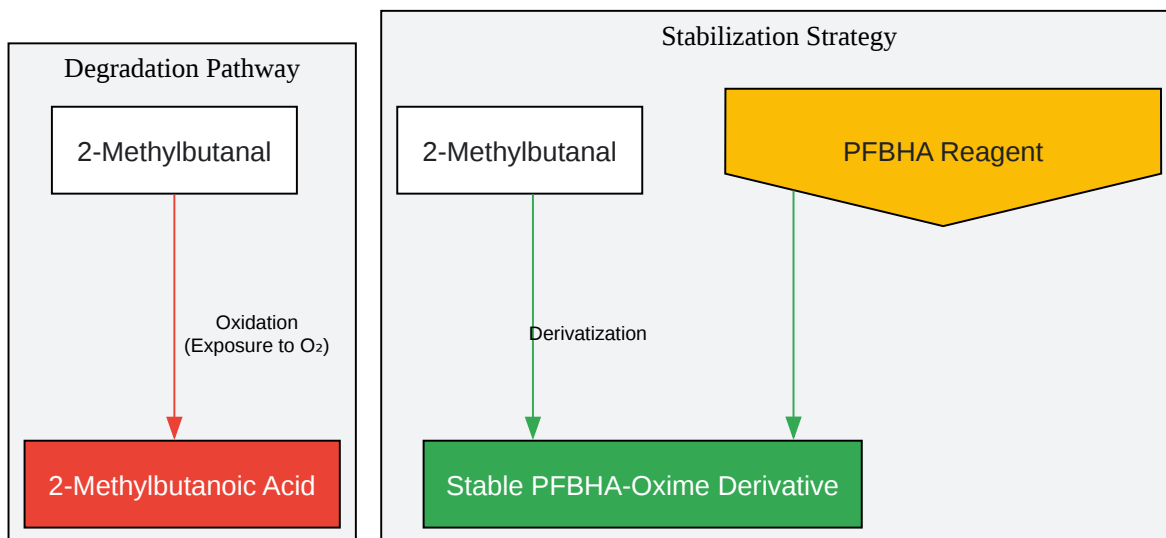 Degradation Pathway
2-Methylbutanal
Oxidation
(Exposure to O₂)
2-Methylbutanoic Acid
Stabilization Strategy
2-Methylbutanal
PFBHA Reagent
Derivatization
Stable PFBHA-Oxime Derivative